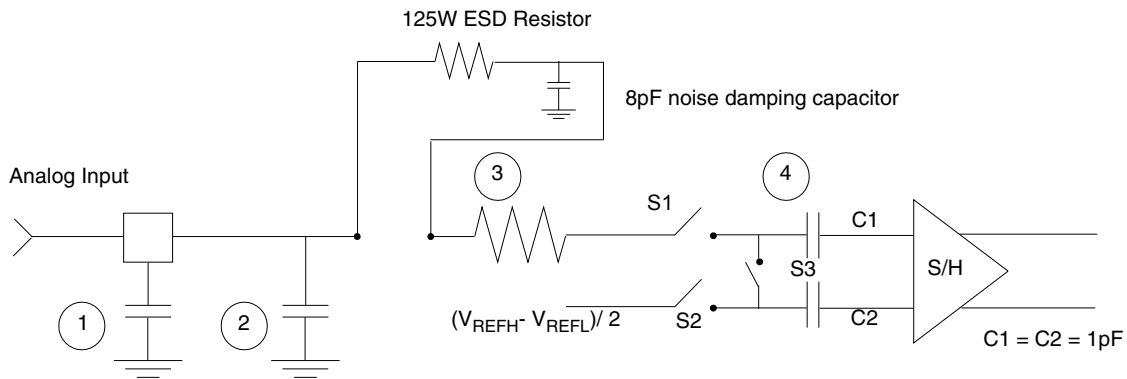 125W ESD Resistor
8pF noise damping capacitor
Analog Input
3
4
S1
C1
S3
S/H
1
2
(VREFH- VREFL)/ 2
S2
C2
C1 = C2 = 1pF